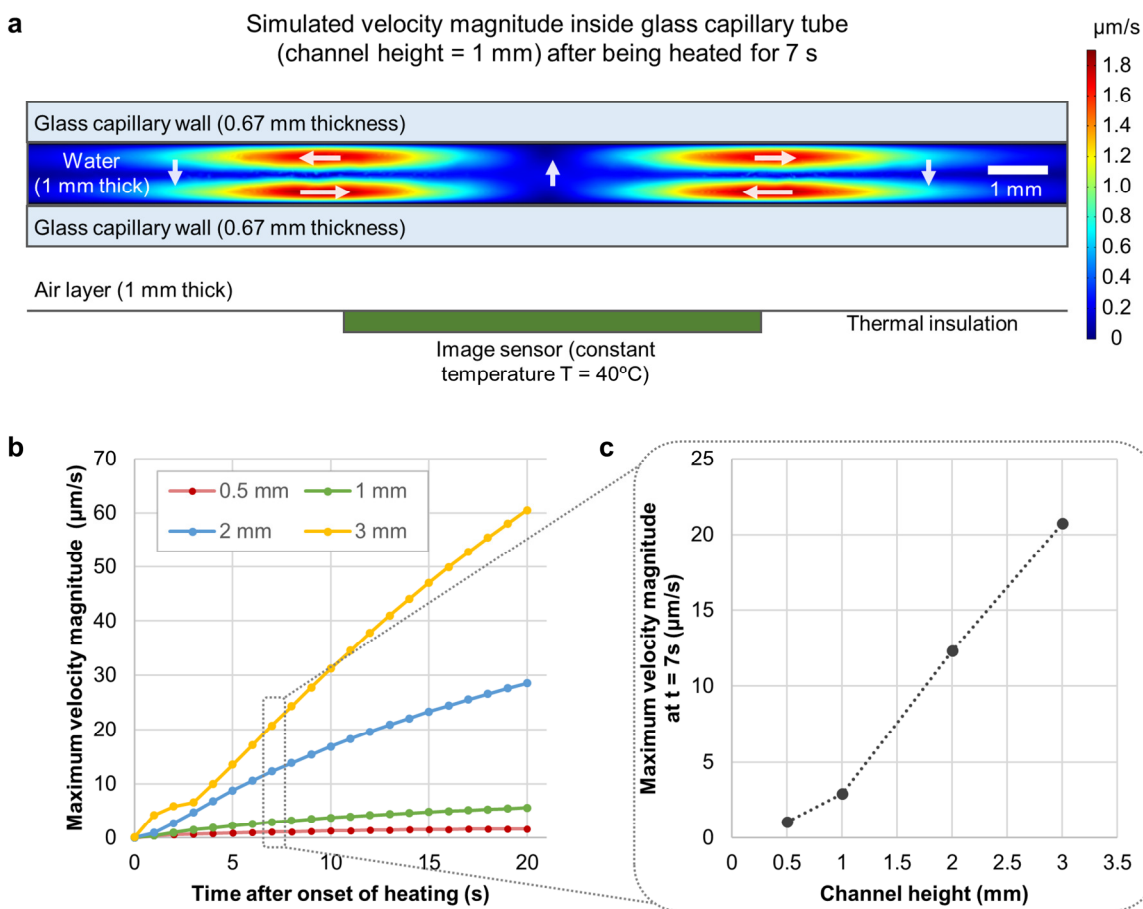 a
Simulated velocity magnitude inside glass capillary tube
(channel height = 1 mm) after being heated for 7 s
µm/s
1.8
1.6
1.4
1.2
1.0
0.8
0.6
0.4
0.2
0
Glass capillary wall (0.67 mm thickness)
Water
(1 mm thick)
1 mm
Glass capillary wall (0.67 mm thickness)
Air layer (1 mm thick)
Thermal insulation
Image sensor (constant
temperature T = 40ºC)
b
Maximum velocity magnitude (µm/s)
70
60
50
40
30
20
10
0
0.5 mm
1 mm
2 mm
3 mm
0 5 10 15 20
Time after onset of heating (s)
c
Maximum velocity magnitude
at t = 7s (µm/s)
25
20
15
10
5
0
0 0.5 1 1.5 2 2.5 3 3.5
Channel height (mm)